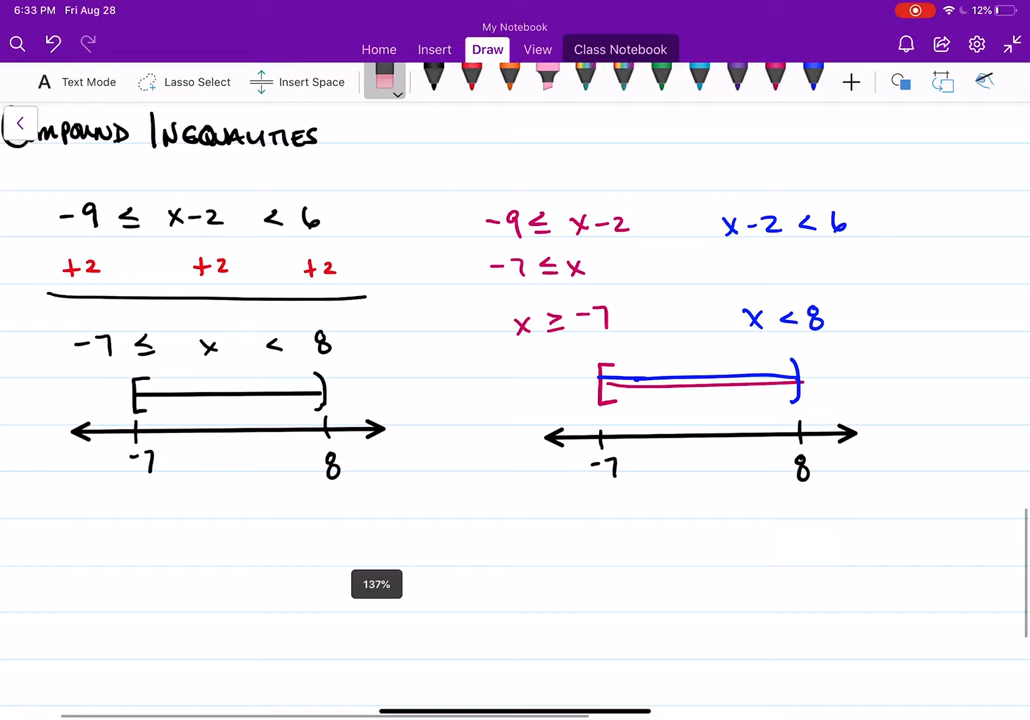 6:33 PM Fri Aug 28
12%
My Notebook
Home Insert Draw View Class Notebook
A Text Mode Lasso Select Insert Space
COMPOUND INEQUALITIES
-9 ≤ x-2 < 6
+2 +2 +2
-7 ≤ x < 8
-7 8
-9 ≤ x-2
-7 ≤ x
x ≥ -7
x-2 < 6
x < 8
-7 8
137%